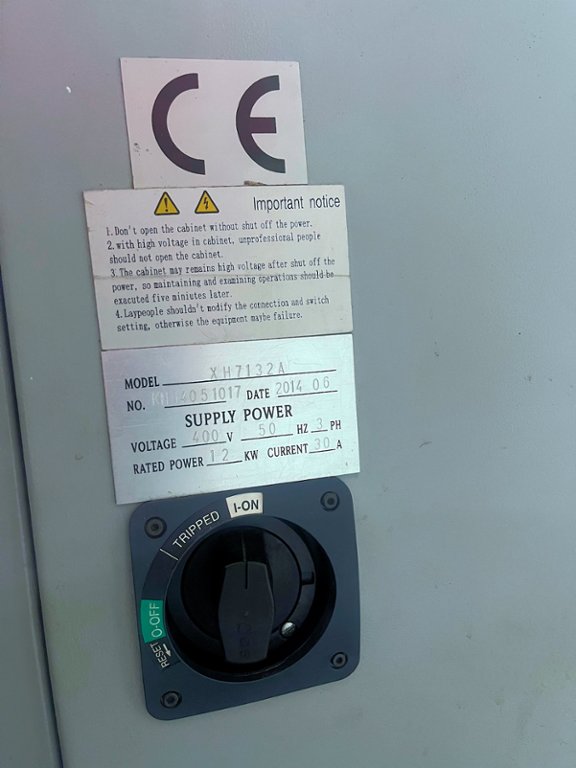 CE
Important notice
1.Don't open the cabinet without shut off the power.
2.with high voltage in cabinet, unprofessional people
should not open the cabinet.
3.The cabinet may remains high voltage after shut off the
power, so maintaining and examining operations should be
executed five miniutes later.
4.Laypeople shouldn't modify the connection and switch
setting, otherwise the equipment maybe failure.
MODEL XH7132A
NO. 14051017 DATE 2014 06
SUPPLY POWER
VOLTAGE 400 V 50 HZ 3 PH
RATED POWER 12 KW CURRENT 30 A
I-ON
TRIPPED
O-OFF
RESET